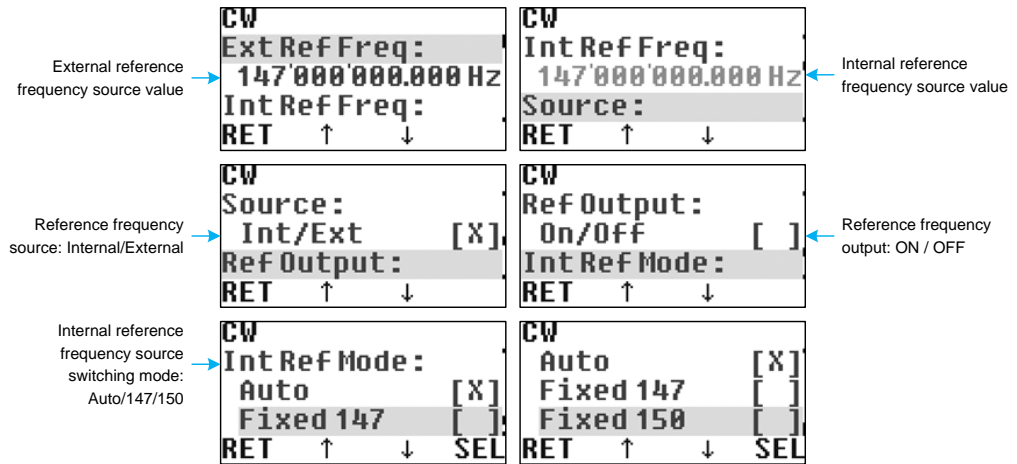 External reference
frequency source value
CW
Ext Ref Freq:
147'000'000.000 Hz
Int Ref Freq:
RET ↑ ↓
CW
Int Ref Freq:
147'000'000.000 Hz
Source:
RET ↑ ↓
Internal reference
frequency source value
Reference frequency
source: Internal/External
CW
Source:
Int/Ext [X]
Ref Output:
RET ↑ ↓
CW
Ref Output:
On/Off [ ]
Int Ref Mode:
RET ↑ ↓
Reference frequency
output: ON / OFF
Internal reference
frequency source
switching mode:
Auto/147/150
CW
Int Ref Mode:
Auto [X]
Fixed 147 [ ]
RET ↑ ↓ SEL
CW
Auto [X]
Fixed 147 [ ]
Fixed 150 [ ]
RET ↑ ↓ SEL